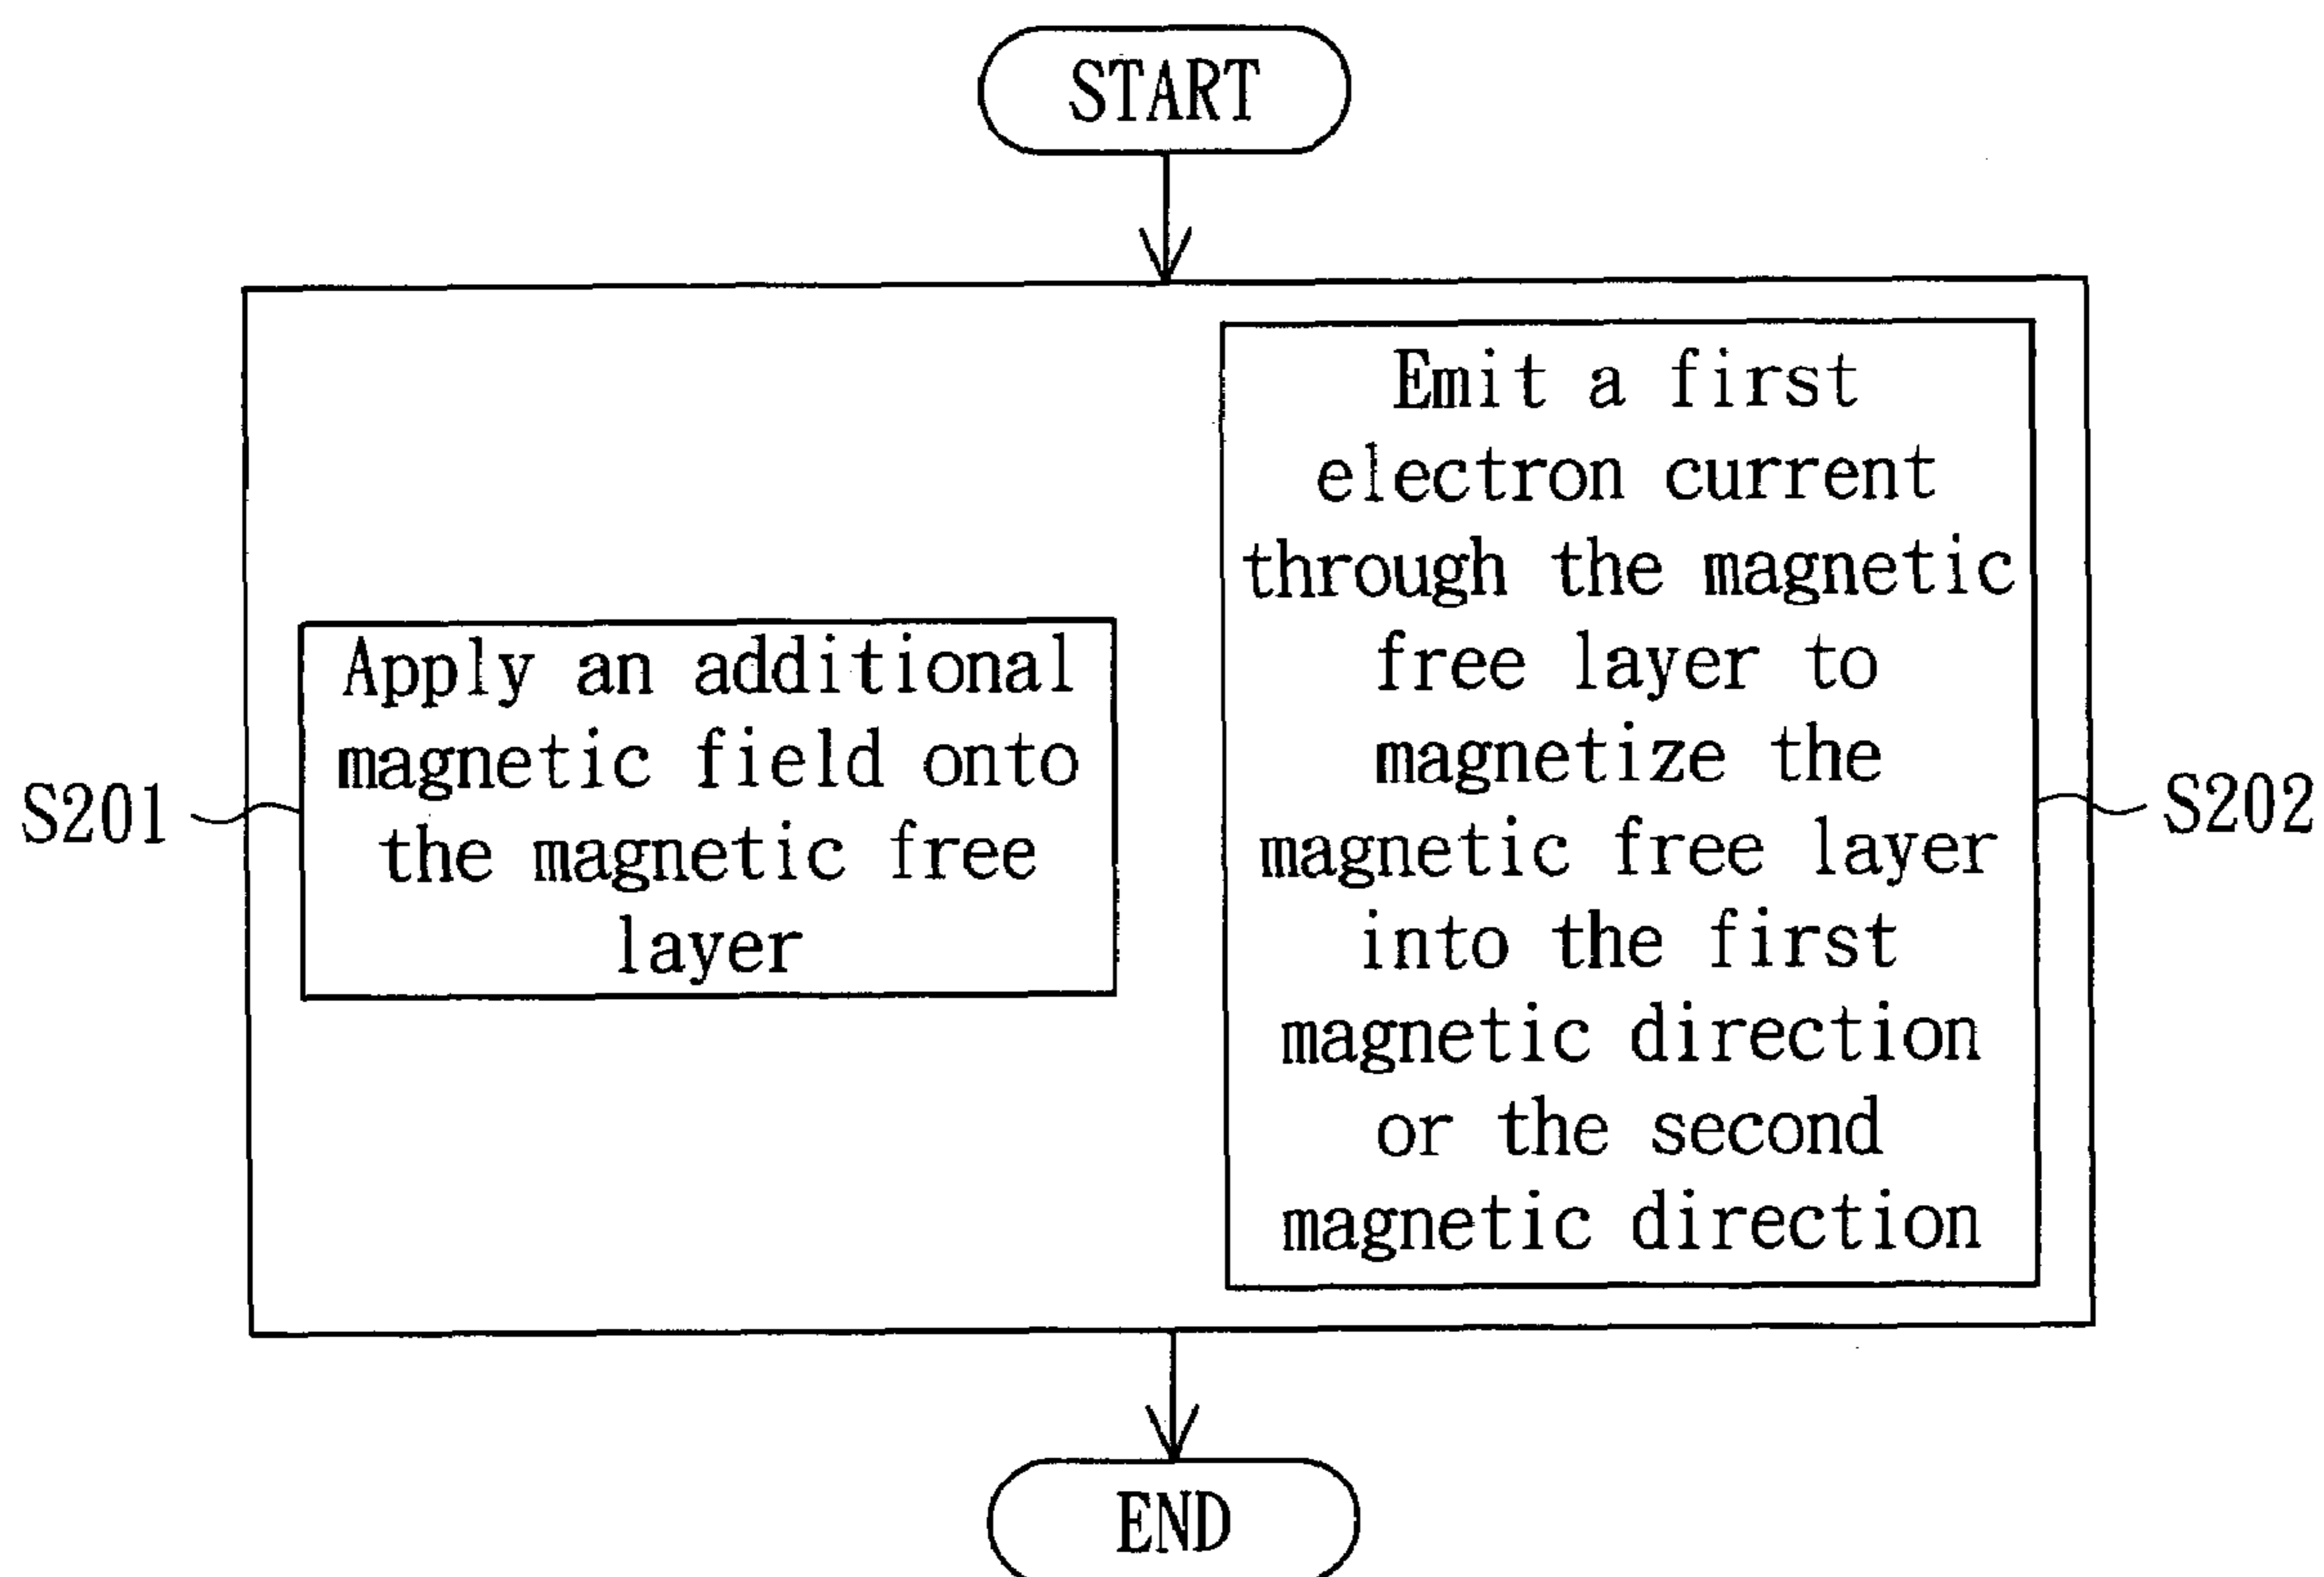 START
S201
Apply an additional
magnetic field onto
the magnetic free
layer
Emit a first
electron current
through the magnetic
free layer to
magnetize the
magnetic free layer
into the first
magnetic direction
or the second
magnetic direction
S202
END